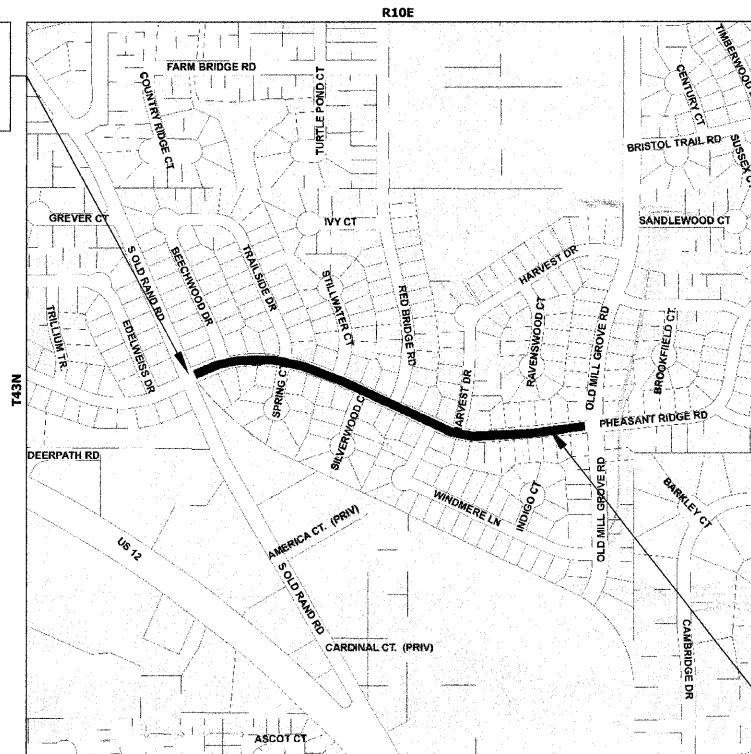 R10E
T43N
FARM BRIDGE RD
COUNTRY RIDGE CT
TURTLE POND CT
CENTURY CT
BRISTOL TRAIL RD
GREVER CT
IVY CT
SANDLEWOOD CT
S OLD RAND RD
BEECHWOOD DR
TRAILSIDE DR
STILLWATER CT
RED BRIDGE RD
HARVEST DR
RAVENSWOOD CT
OLD MILL GROVE RD
BROOKFIIELD CT.
TRILLIUM TR.
EDELWEISS DR
SPRING C
SILVERWOOD C
ARVEST DR
PHEASANT RIDGE RD
DEERPATH RD
WINDMERE LN
INDIGO CT
OLD MILL GROVE RD
BARKLEY CT
US 12
AMERICA CT. (PRIV)
S OLD RAND RD
CARDINAL CT. (PRIV)
CAMBRIDGE DR
ASCOT CT